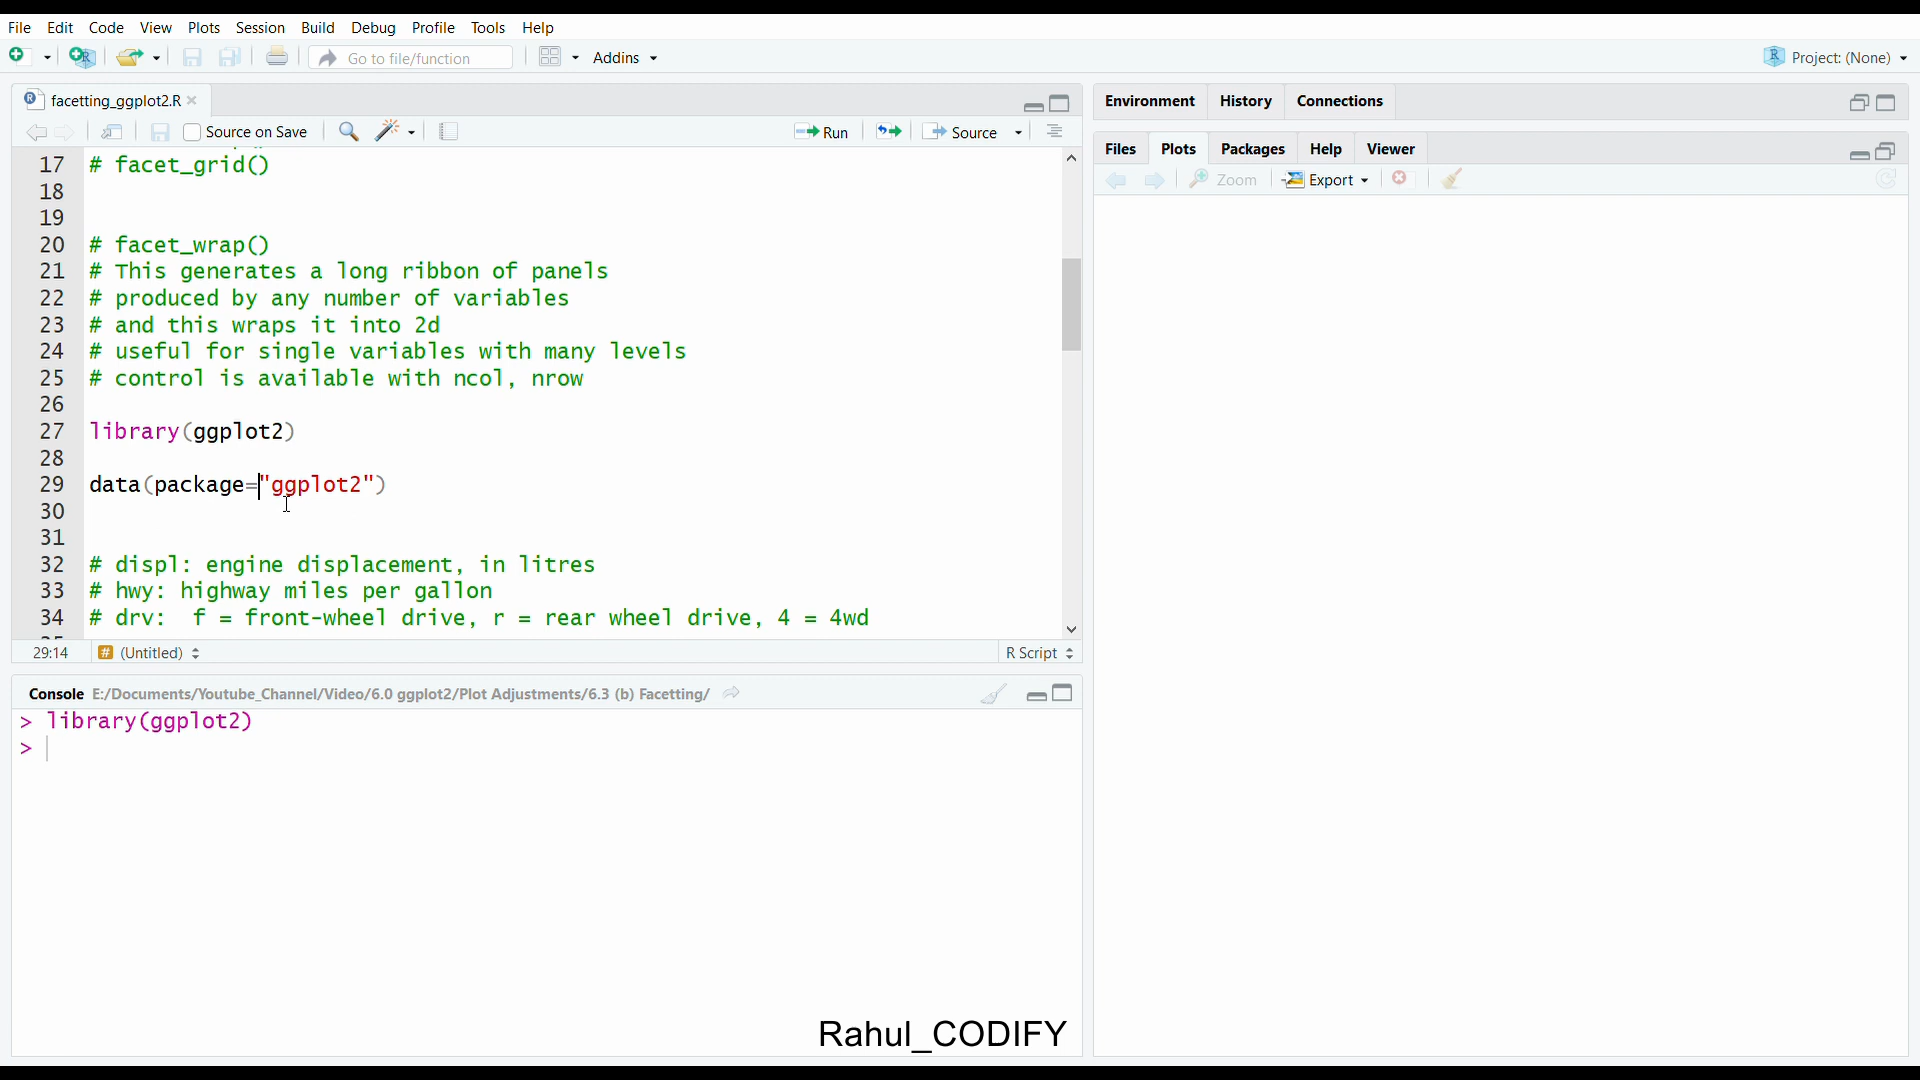 File Edit Code View Plots Session Build Debug Profile Tools Help
Go to file/function Addins Project: (None)
facetting_ggplot2.R
Source on Save Run Source
17 # facet_grid()
18
19
20 # facet_wrap()
21 # This generates a long ribbon of panels
22 # produced by any number of variables
23 # and this wraps it into 2d
24 # useful for single variables with many levels
25 # control is available with ncol, nrow
26
27 library(ggplot2)
28
29 data(package="ggplot2")
30
31
32 # displ: engine displacement, in litres
33 # hwy: highway miles per gallon
34 # drv: f = front-wheel drive, r = rear wheel drive, 4 = 4wd
29:14 # (Untitled) R Script
Console E:/Documents/Youtube_Channel/Video/6.0 ggplot2/Plot Adjustments/6.3 (b) Facetting/
> library(ggplot2)
>
Rahul_CODIFY
Environment History Connections
Files Plots Packages Help Viewer
Zoom Export